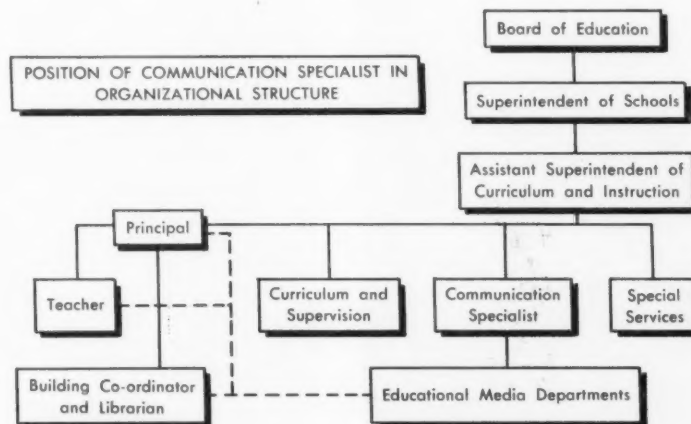 POSITION OF COMMUNICATION SPECIALIST IN
ORGANIZATIONAL STRUCTURE
Board of Education
Superintendent of Schools
Assistant Superintendent of
Curriculum and Instruction
Principal
Teacher
Curriculum and
Supervision
Communication
Specialist
Special
Services
Building Co-ordinator
and Librarian
Educational Media Departments